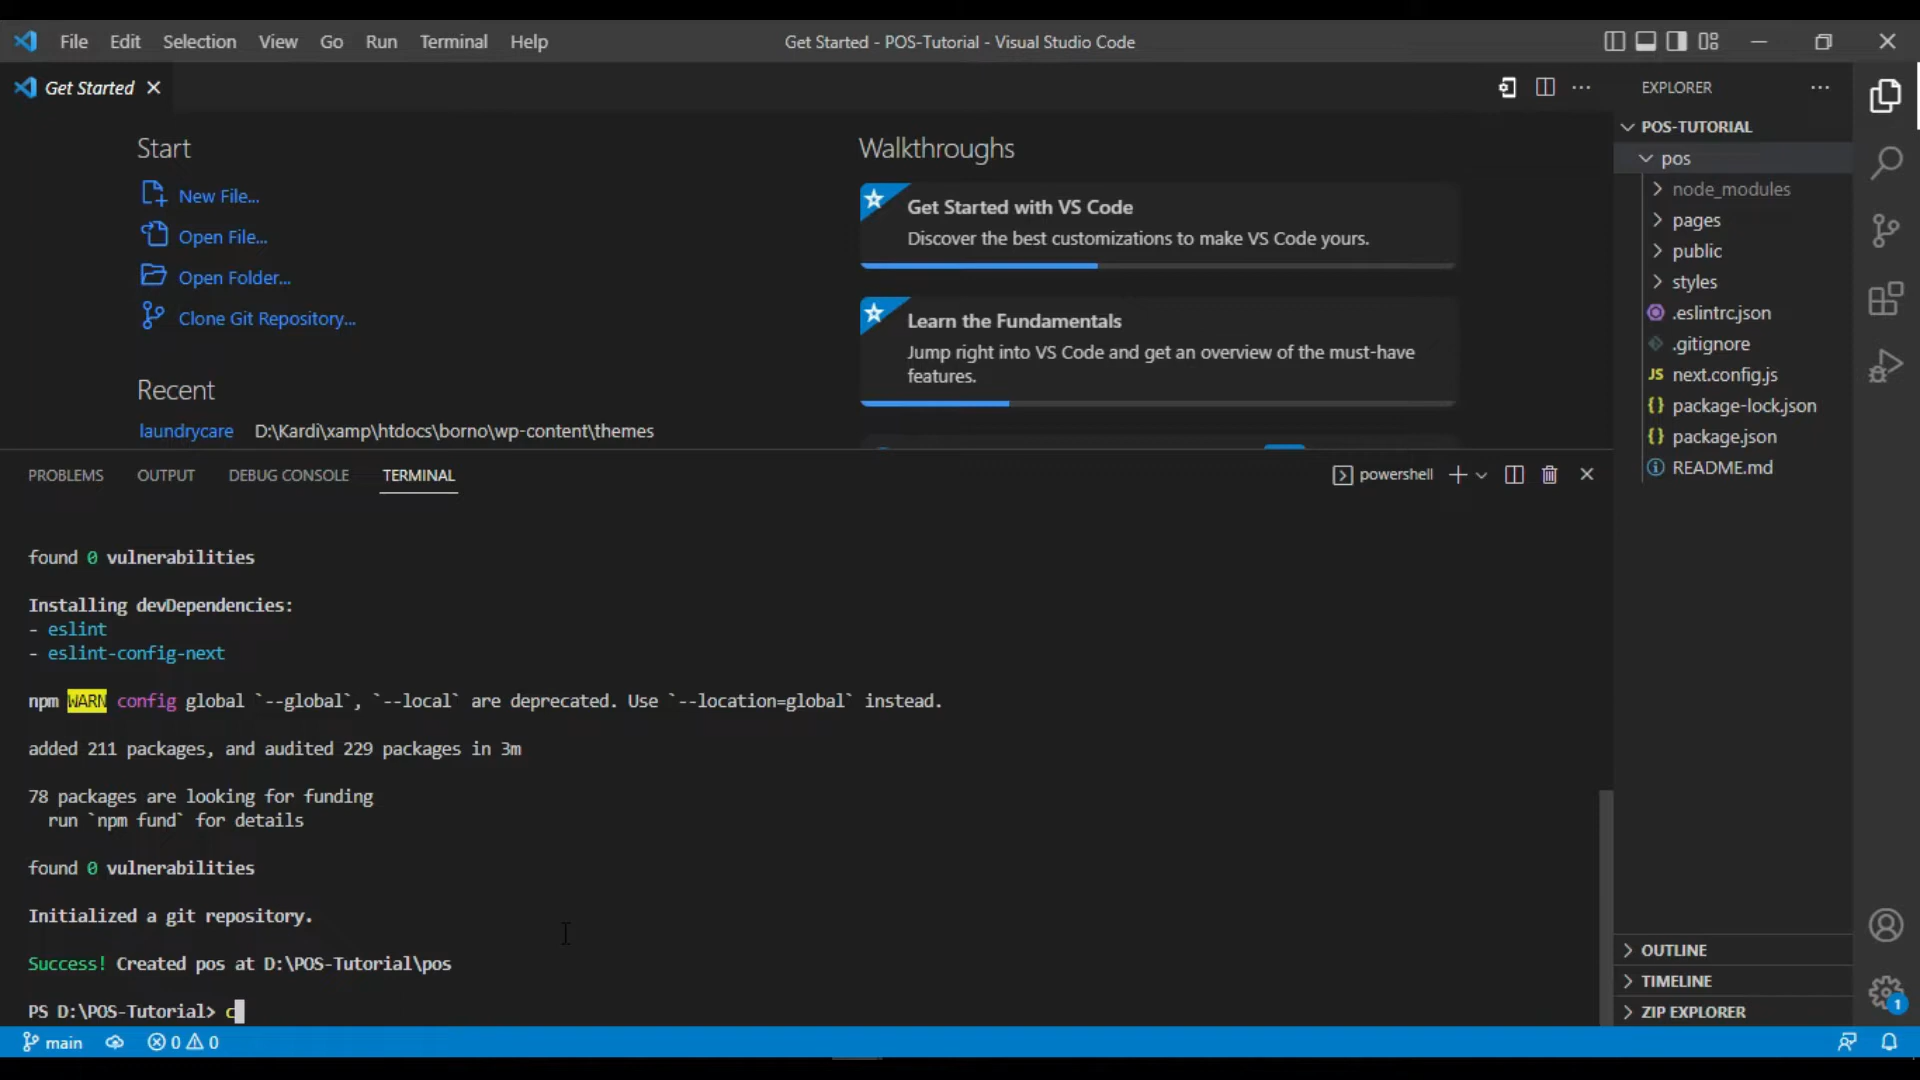 File Edit Selection View Go Run Terminal Help
Get Started - POS-Tutorial - Visual Studio Code
Get Started
Start
New File...
Open File...
Open Folder...
Clone Git Repository...
Recent
laundrycare D:\Kardi\xamp\htdocs\borno\wp-content\themes
Walkthroughs
Get Started with VS Code
Discover the best customizations to make VS Code yours.
Learn the Fundamentals
Jump right into VS Code and get an overview of the must-have
features.
EXPLORER
POS-TUTORIAL
pos
node_modules
pages
public
styles
.eslintrc.json
.gitignore
JS next.config.js
{} package-lock.json
{} package.json
README.md
OUTLINE
TIMELINE
ZIP EXPLORER
1
PROBLEMS OUTPUT DEBUG CONSOLE TERMINAL
powershell
found 0 vulnerabilities
Installing devDependencies:
- eslint
- eslint-config-next
npm WARN config global `--global`, `--local` are deprecated. Use `--location=global` instead.
added 211 packages, and audited 229 packages in 3m
78 packages are looking for funding
run `npm fund` for details
found 0 vulnerabilities
Initialized a git repository.
Success! Created pos at D:\POS-Tutorial\pos
PS D:\POS-Tutorial> c
main 0 0